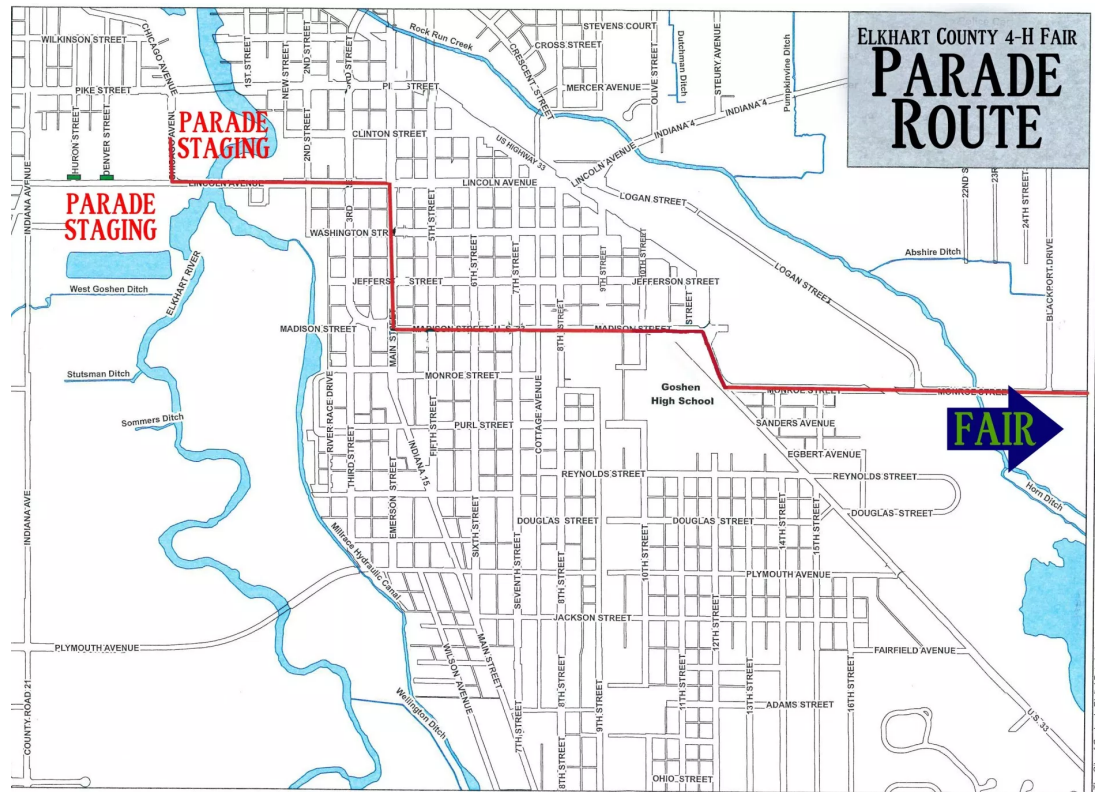 ELKHART COUNTY 4-H FAIR
PARADE
ROUTE
WILKINSON STREET
CHICAGO AVENUE
1ST STREET
NEW STREET
2ND STREET
Rock Run Creek
CRESCENT STREET
STEVENS COURT
CROSS STREET
MERCER AVENUE
OLIVE STREET
Dutchman Ditch
STEURY AVENUE
INDIANA 4
Pumpkinvine Ditch
PIKE STREET
PARADE
STAGING
CLINTON STREET
2ND STREET
US HIGHWAY 33
INDIANA 4
LINCOLN AVENUE
HURON STREET
DENVER STREET
CHICAGO AVENUE
INDIANA AVENUE
LINCOLN AVENUE
LINCOLN AVENUE
PARADE
STAGING
3RD
WASHINGTON
5TH STREET
6TH STREET
7TH STREET
9TH STREET
10TH STREET
LOGAN STREET
LOGAN STREET
22ND
24TH STREET
BLACKPORT DRIVE
Abshire Ditch
ELKHART RIVER
West Goshen Ditch
JEFFERSON STREET
STREET
MADISON STREET
MAIN
MADISON STREET
8TH ST
MADISON STREET
Stutsman Ditch
MONROE STREET
Goshen
High School
MONROE STREET
MONROE STREET
Sommers Ditch
RIVER RACE DRIVE
THIRD STREET
EMERSON STREET
INDIANA 15
FIFTH STREET
PURL STREET
COTTAGE AVENUE
SANDERS AVENUE
FAIR
EGBERT AVENUE
REYNOLDS STREET
REYNOLDS STREET
Horn Ditch
INDIANA AVE
SIXTH STREET
DOUGLAS STREET
DOUGLAS STREET
DOUGLAS STREET
14TH STREET
15TH STREET
Millrace Hydraulic Canal
SEVENTH STREET
8TH STREET
10TH STREET
PLYMOUTH AVENUE
JACKSON STREET
PLYMOUTH AVENUE
12TH STREET
FAIRFIELD AVENUE
MAIN STREET
WILSON AVENUE
Wellington Ditch
COUNTY ROAD 21
7TH STREET
8TH STREET
9TH STREET
11TH STREET
13TH STREET
ADAMS STREET
16TH STREET
U.S. 33
8TH STREET
OHIO STREET